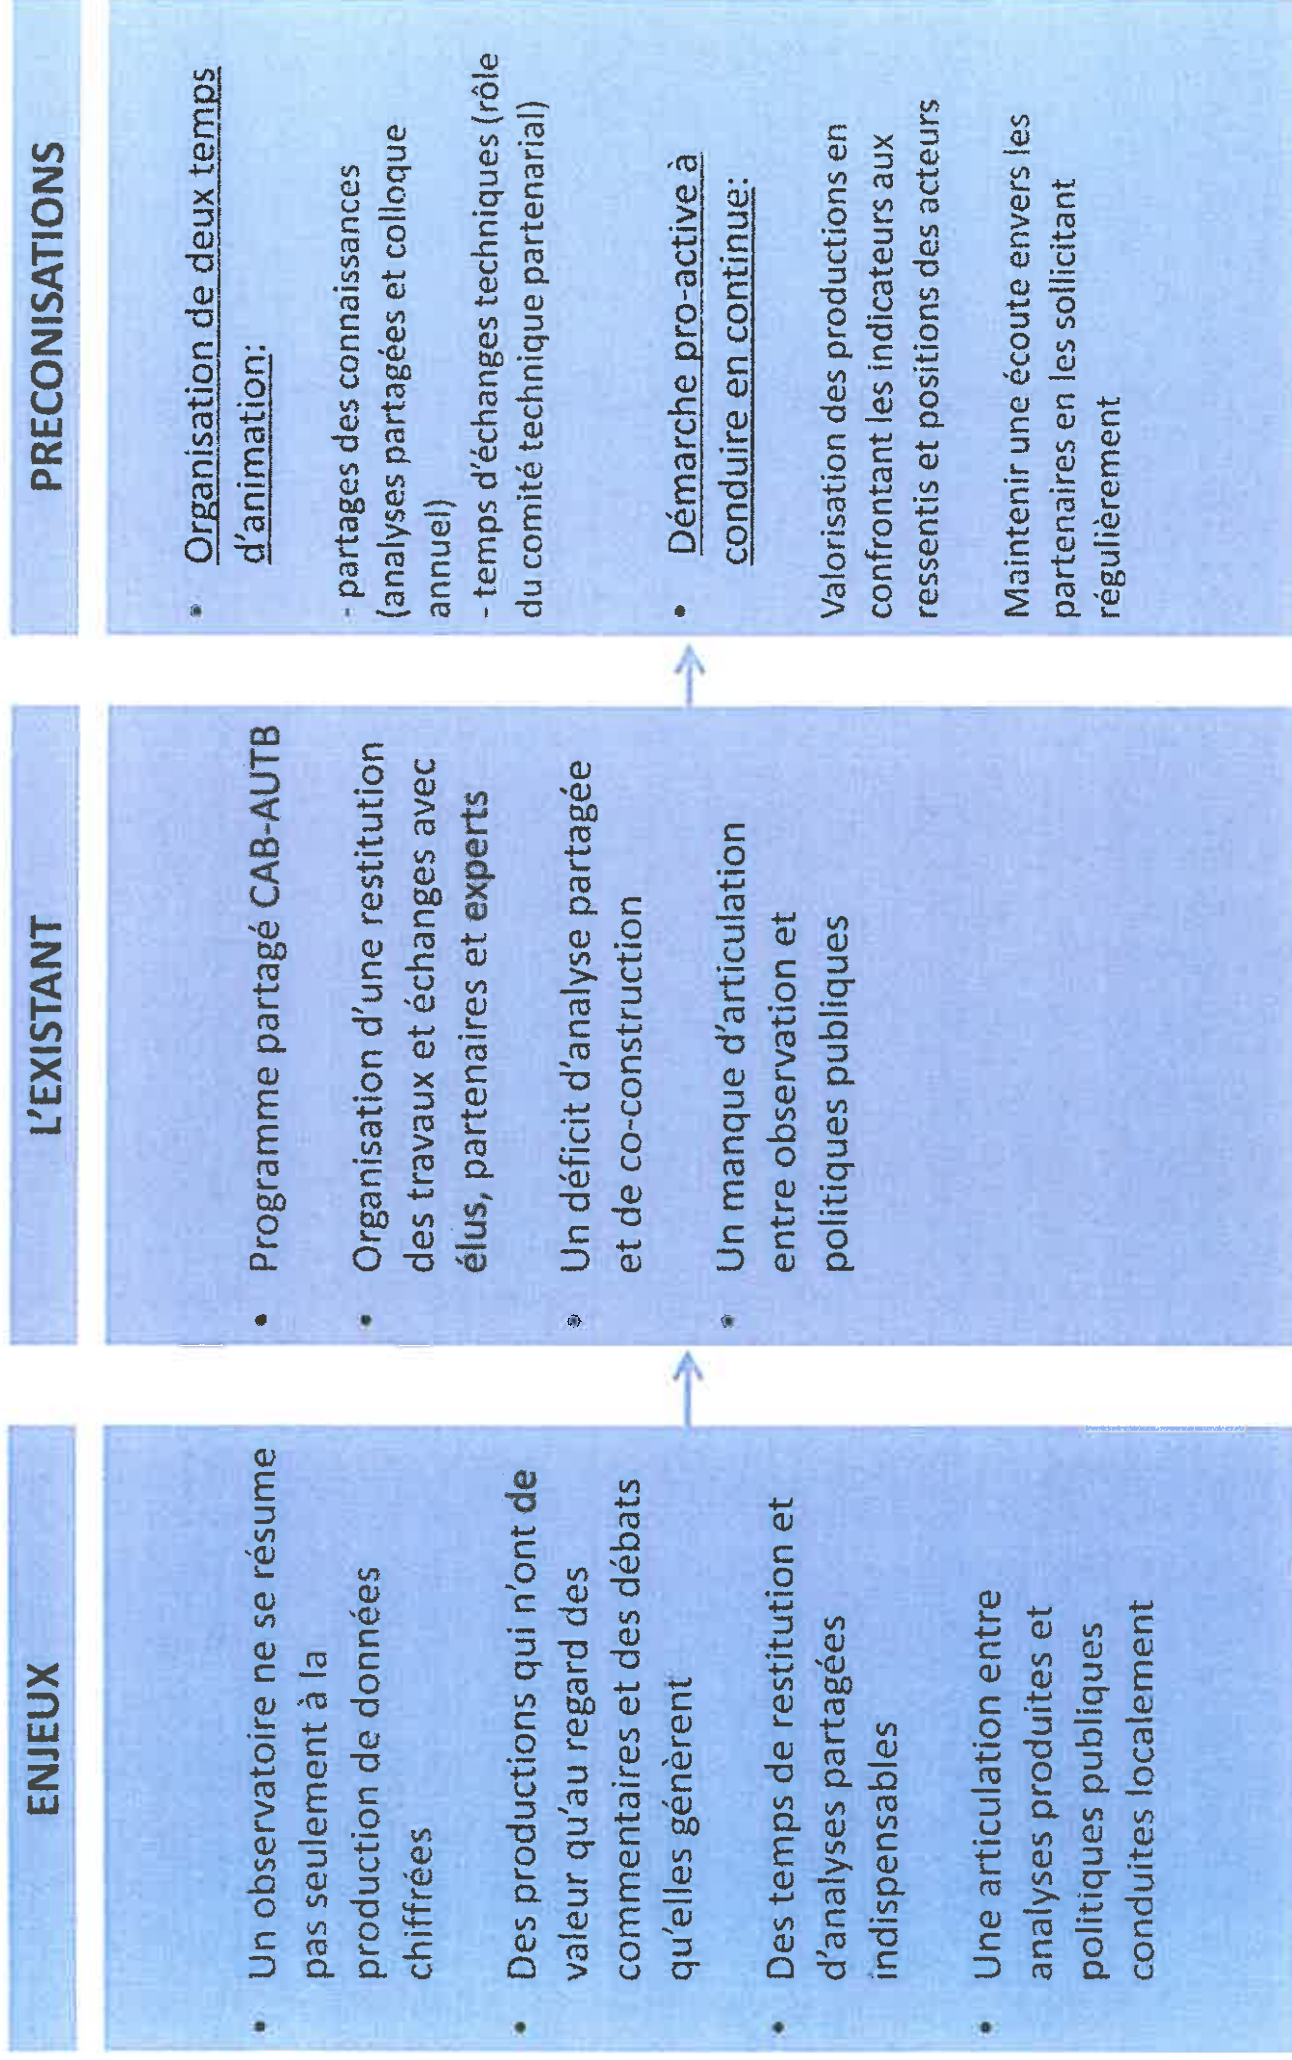 ENJEUX
• Un observatoire ne se résume
pas seulement à la
production de données
chiffrées
• Des productions qui n'ont de
valeur qu'au regard des
commentaires et des débats
qu'elles génèrent
• Des temps de restitution et
d'analyses partagées
indispensables
• Une articulation entre
analyses produites et
politiques publiques
conduites localement
L'EXISTANT
• Programme partagé CAB-AUTB
• Organisation d'une restitution
des travaux et échanges avec
élus, partenaires et experts
• Un déficit d'analyse partagée
et de co-construction
• Un manque d'articulation
entre observation et
politiques publiques
PRECONISATIONS
• Organisation de deux temps
d'animation:
- partages des connaissances
(analyses partagées et colloque
annuel)
- temps d'échanges techniques (rôle
du comité technique partenarial)
• Démarche pro-active à
conduire en continue:
Valorisation des productions en
confrontant les indicateurs aux
ressentis et positions des acteurs
Maintenir une écoute envers les
partenaires en les sollicitant
régulièrement